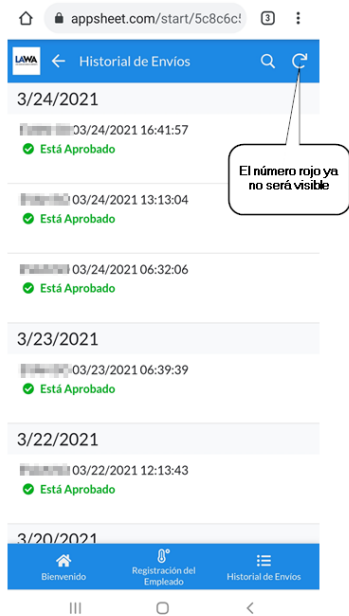 appsheet.com/start/5c8c6c5
3
LAWA
Historial de Envíos
3/24/2021
03/24/2021 16:41:57
Está Aprobado
El número rojo ya
no será visible
03/24/2021 13:13:04
Está Aprobado
03/24/2021 06:32:06
Está Aprobado
3/23/2021
03/23/2021 06:39:39
Está Aprobado
3/22/2021
03/22/2021 12:13:43
Está Aprobado
3/20/2021
Bienvenido
Registración del
Empleado
Historial de Envíos